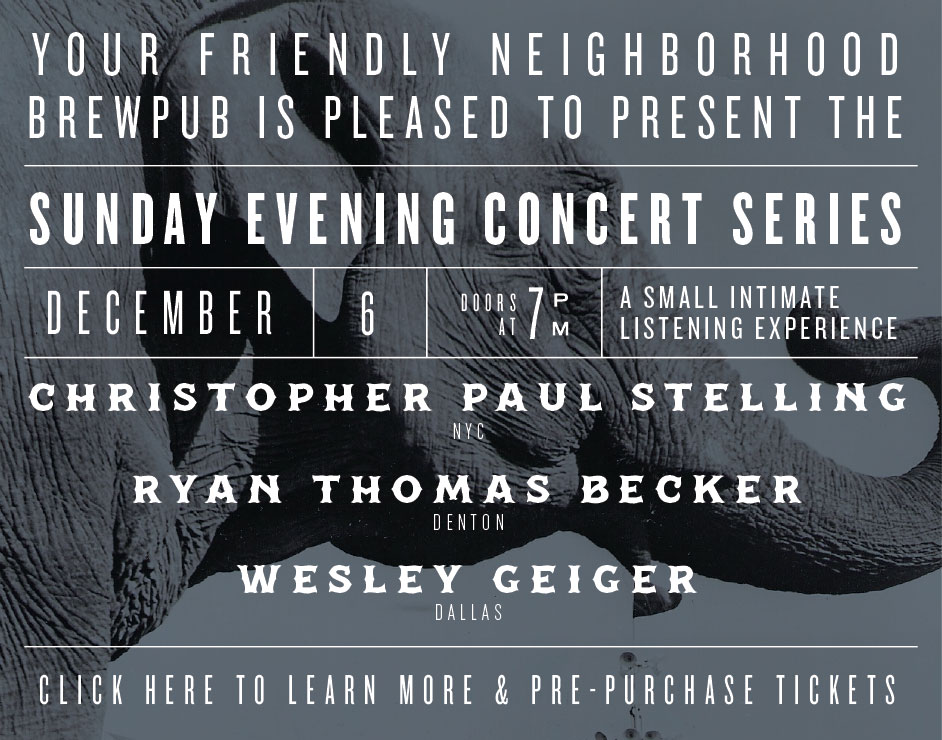 YOUR FRIENDLY NEIGHBORHOOD
BREWPUB IS PLEASED TO PRESENT THE
SUNDAY EVENING CONCERT SERIES
DECEMBER
6
DOORS
AT
7
P
M
A SMALL INTIMATE
LISTENING EXPERIENCE
CHRISTOPHER PAUL STELLING
NYC
RYAN THOMAS BECKER
DENTON
WESLEY GEIGER
DALLAS
CLICK HERE TO LEARN MORE & PRE-PURCHASE TICKETS